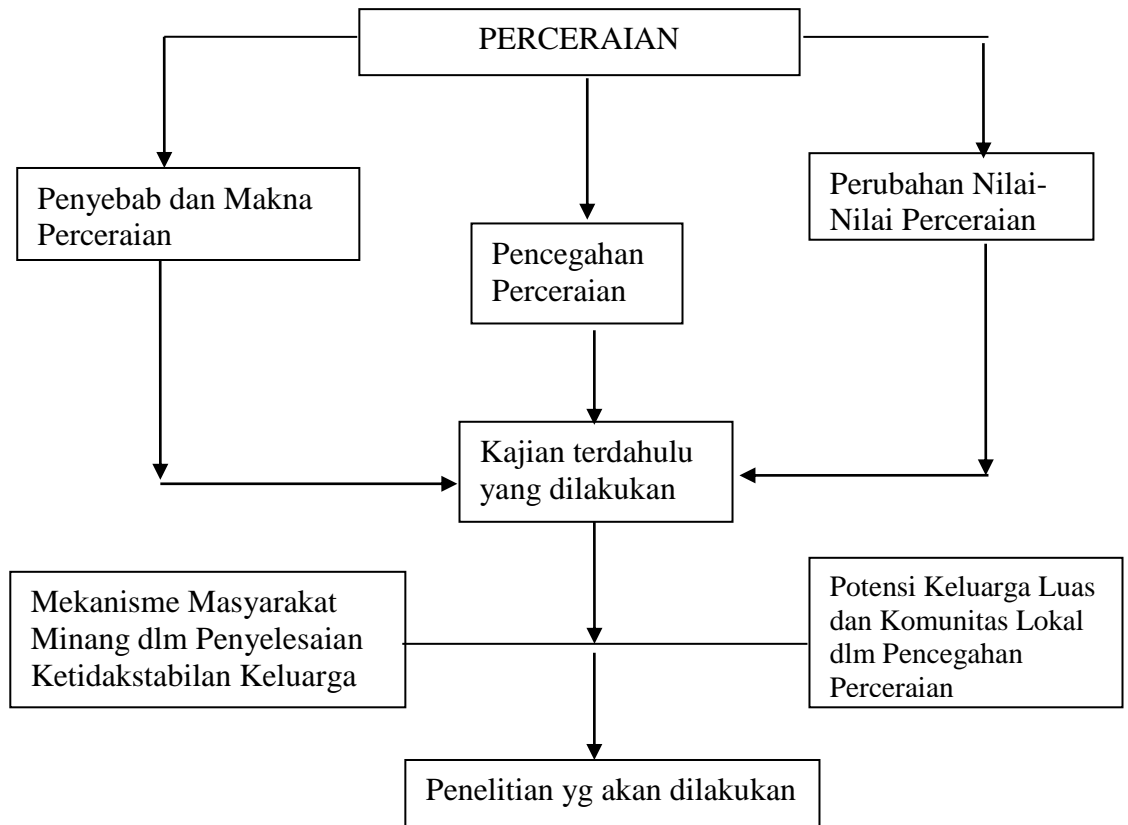 PERCERAIAN
Penyebab dan Makna
Perceraian
Pencegahan
Perceraian
Perubahan Nilai-
Nilai Perceraian
Kajian terdahulu
yang dilakukan
Mekanisme Masyarakat
Minang dlm Penyelesaian
Ketidakstabilan Keluarga
Potensi Keluarga Luas
dan Komunitas Lokal
dlm Pencegahan
Perceraian
Penelitian yg akan dilakukan